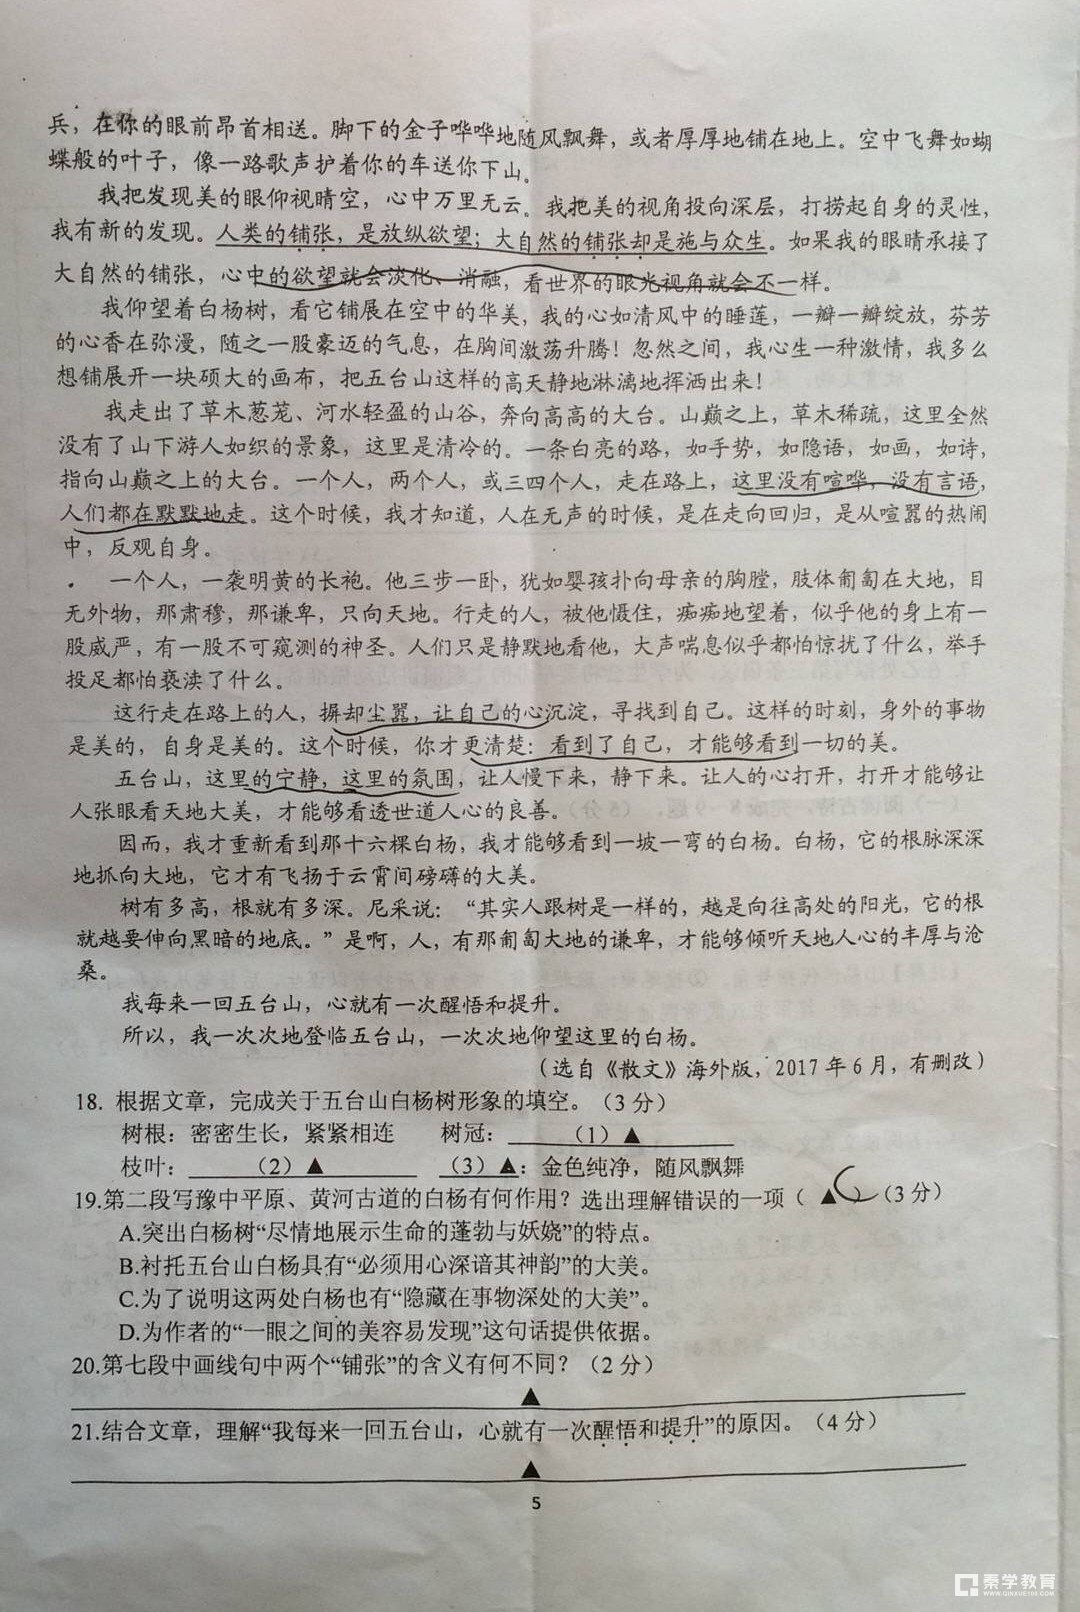 兵，在你的眼前昂首相送。脚下的金子哗哗地随风飘舞，或者厚厚地铺在地上。空中飞舞如蝴
蝶般的叶子，像一路歌声护着你的车送你下山。
我把发现美的眼仰视晴空，心中万里无云。我把美的视角投向深层，打捞起自身的灵性，
我有新的发现。人类的铺张，是放纵欲望；大自然的铺张却是施与众生。如果我的眼睛承接了
大自然的铺张，心中的欲望就会淡化、消融，看世界的眼光视角就会不一样。
我仰望着白杨树，看它铺展在空中的华美，我的心如清风中的睡莲，一瓣一瓣绽放，芬芳
的心香在弥漫，随之一股豪迈的气息，在胸间激荡升腾！忽然之间，我心生一种激情，我多么
想铺展开一块硕大的画布，把五台山这样的高天静地淋漓地挥洒出来！
我走出了草木葱茏、河水轻盈的山谷，奔向高高的大台。山巅之上，草木稀疏，这里全然
没有了山下游人如织的景象，这里是清冷的。一条白亮的路，如手势，如隐语，如画，如诗，
指向山巅之上的大台。一个人，两个人，或三四个人，走在路上，这里没有喧哗，没有言语，
人们都在默默地走。这个时候，我才知道，人在无声的时候，是在走向回归，是从喧嚣的热闹
中，反观自身。
一个人，一袭明黄的长袍。他三步一卧，犹如婴孩扑向母亲的胸膛，肢体匍匐在大地，目
无外物，那肃穆，那谦卑，只向天地。行走的人，被他慑住，痴痴地望着，似乎他的身上有一
股威严，有一股不可窥测的神圣。人们只是静默地看他，大声喘息似乎都怕惊扰了什么，举手
投足都怕亵渎了什么。
这行走在路上的人，摒却尘嚣，让自己的心沉淀，寻找到自己。这样的时刻，身外的事物
是美的，自身是美的。这个时候，你才更清楚：看到了自己，才能够看到一切的美。
五台山，这里的宁静，这里的氛围，让人慢下来，静下来。让人的心打开，打开才能够让
人张眼看天地大美，才能够看透世道人心的良善。
因而，我才重新看到那十六棵白杨，我才能够看到一坡一弯的白杨。白杨，它的根脉深深
地抓向大地，它才有飞扬于云霄间磅礴的大美。
树有多高，根就有多深。尼采说：“其实人跟树是一样的，越是向往高处的阳光，它的根
就越要伸向黑暗的地底。”是啊，人，有那匍匐大地的谦卑，才能够倾听天地人心的丰厚与沧
桑。
我每来一回五台山，心就有一次醒悟和提升。
所以，我一次次地登临五台山，一次次地仰望这里的白杨。
（选自《散文》海外版，2017年6月，有删改）
18. 根据文章，完成关于五台山白杨树形象的填空。（3分）
树根：密密生长，紧紧相连 树冠：（1）▲
枝叶：（2）▲ （3）▲：金色纯净，随风飘舞
19.第二段写豫中平原、黄河古道的白杨有何作用？选出理解错误的一项（ ▲ ）（3分）
A.突出白杨树“尽情地展示生命的蓬勃与妖娆”的特点。
B.衬托五台山白杨具有“必须用心深谙其神韵”的大美。
C.为了说明这两处白杨也有“隐藏在事物深处的大美”。
D.为作者的“一眼之间的美容易发现”这句话提供依据。
20.第七段中画线句中两个“铺张”的含义有何不同？（2分）
▲
21.结合文章，理解“我每来一回五台山，心就有一次醒悟和提升”的原因。（4分）
▲
5
秦学教育
WWW.QINXUE100.COM